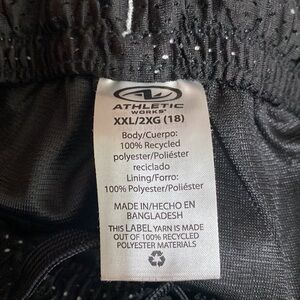 ATHLETIC
WORKS
XXL/2XG (18)
Body/Cuerpo:
100% Recycled
polyester/Poliéster
reciclado
Lining/Forro:
100% Polyester/Poliéster
MADE IN/HECHO EN
BANGLADESH
THIS LABEL YARN IS MADE
OUT OF 100% RECYCLED
POLYESTER MATERIALS